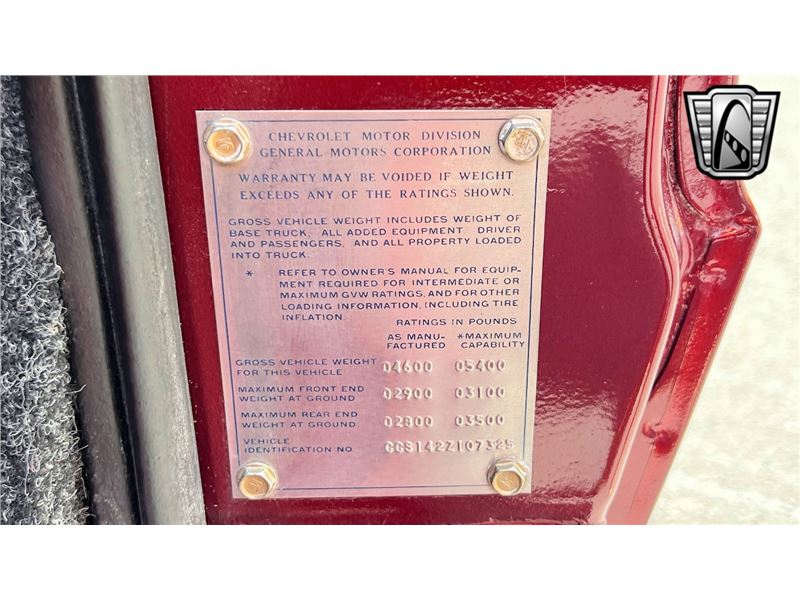 CHEVROLET MOTOR DIVISION
GENERAL MOTORS CORPORATION
WARRANTY MAY BE VOIDED IF WEIGHT
EXCEEDS ANY OF THE RATINGS SHOWN.
GROSS VEHICLE WEIGHT INCLUDES WEIGHT OF
BASE TRUCK, ALL ADDED EQUIPMENT, DRIVER
AND PASSENGERS, AND ALL PROPERTY LOADED
INTO TRUCK.
* REFER TO OWNER'S MANUAL FOR EQUIP-
MENT REQUIRED FOR INTERMEDIATE OR
MAXIMUM GVW RATINGS, AND FOR OTHER
LOADING INFORMATION, INCLUDING TIRE
INFLATION.
RATINGS IN POUNDS
AS MANU- *MAXIMUM
FACTURED CAPABILITY
GROSS VEHICLE WEIGHT
FOR THIS VEHICLE 04600 05400
MAXIMUM FRONT END
WEIGHT AT GROUND 02900 03100
MAXIMUM REAR END
WEIGHT AT GROUND 02800 03500
VEHICLE
IDENTIFICATION NO. CGS142Z107325